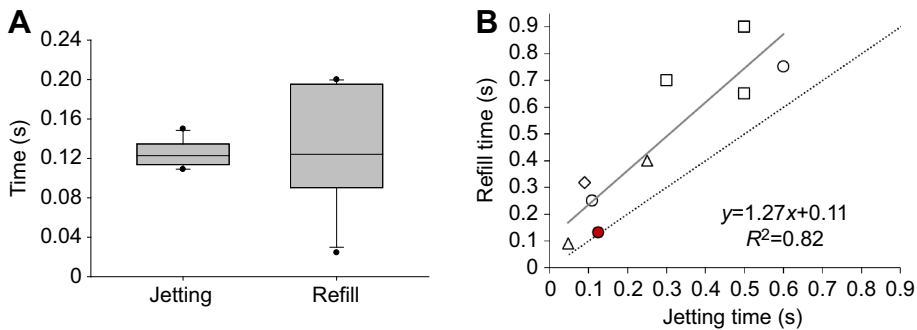 A
Time (s)
0.24
0.20
0.16
0.12
0.08
0.04
0
Jetting
Refill
B
Refill time (s)
0.9
0.8
0.7
0.6
0.5
0.4
0.3
0.2
0.1
0
y=1.27x+0.11
R²=0.82
0 0.1 0.2 0.3 0.4 0.5 0.6 0.7 0.8 0.9
Jetting time (s)